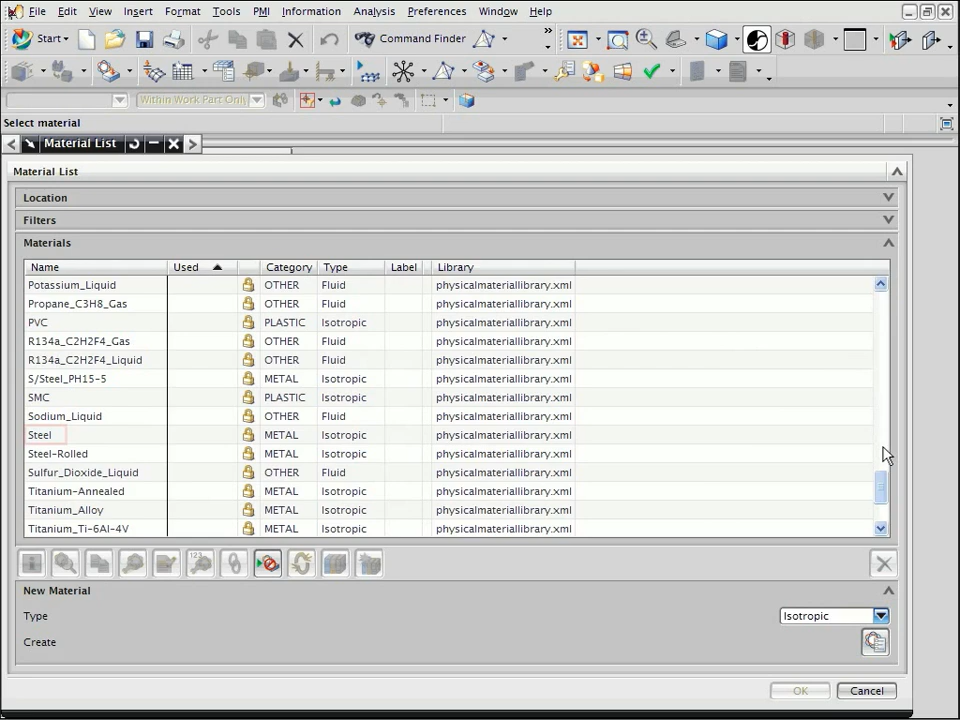 File Edit View Insert Format Tools PMI Information Analysis Preferences Window Help
Start Command Finder
Within Work Part Only
Select material
Material List
Material List
Location
Filters
Materials
Name Used Category Type Label Library
Potassium_Liquid OTHER Fluid physicalmateriallibrary.xml
Propane_C3H8_Gas OTHER Fluid physicalmateriallibrary.xml
PVC PLASTIC Isotropic physicalmateriallibrary.xml
R134a_C2H2F4_Gas OTHER Fluid physicalmateriallibrary.xml
R134a_C2H2F4_Liquid OTHER Fluid physicalmateriallibrary.xml
S/Steel_PH15-5 METAL Isotropic physicalmateriallibrary.xml
SMC PLASTIC Isotropic physicalmateriallibrary.xml
Sodium_Liquid OTHER Fluid physicalmateriallibrary.xml
Steel METAL Isotropic physicalmateriallibrary.xml
Steel-Rolled METAL Isotropic physicalmateriallibrary.xml
Sulfur_Dioxide_Liquid OTHER Fluid physicalmateriallibrary.xml
Titanium-Annealed METAL Isotropic physicalmateriallibrary.xml
Titanium_Alloy METAL Isotropic physicalmateriallibrary.xml
Titanium_Ti-6Al-4V METAL Isotropic physicalmateriallibrary.xml
123
New Material
Type Isotropic
Create
OK Cancel